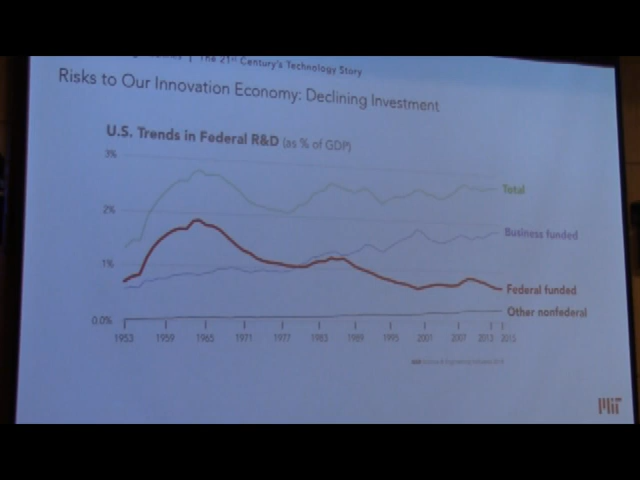 | The 21st Century's Technology Story
Risks to Our Innovation Economy: Declining Investment
U.S. Trends in Federal R&D (as % of GDP)
3%
Total
2%
Business funded
1%
Federal funded
Other nonfederal
0.0%
1953 1959 1965 1971 1977 1983 1989 1995 2001 2007 2013 2015
MIT